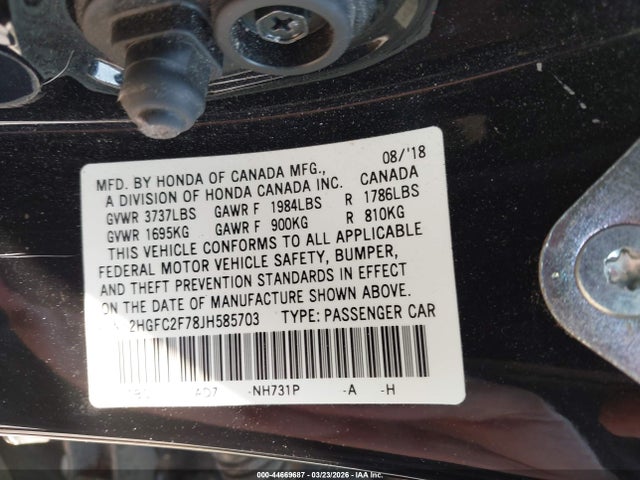 MFD. BY HONDA OF CANADA MFG., 08/'18
A DIVISION OF HONDA CANADA INC. CANADA
GVWR 3737LBS GAWR F 1984LBS R 1786LBS
GVWR 1695KG GAWR F 900KG R 810KG
THIS VEHICLE CONFORMS TO ALL APPLICABLE
FEDERAL MOTOR VEHICLE SAFETY, BUMPER,
AND THEFT PREVENTION STANDARDS IN EFFECT
ON THE DATE OF MANUFACTURE SHOWN ABOVE.
2HGFC2F78JH585703 TYPE: PASSENGER CAR
AD7 -NH731P -A -H
000-44669687 | 03/23/2026 - IAA Inc.